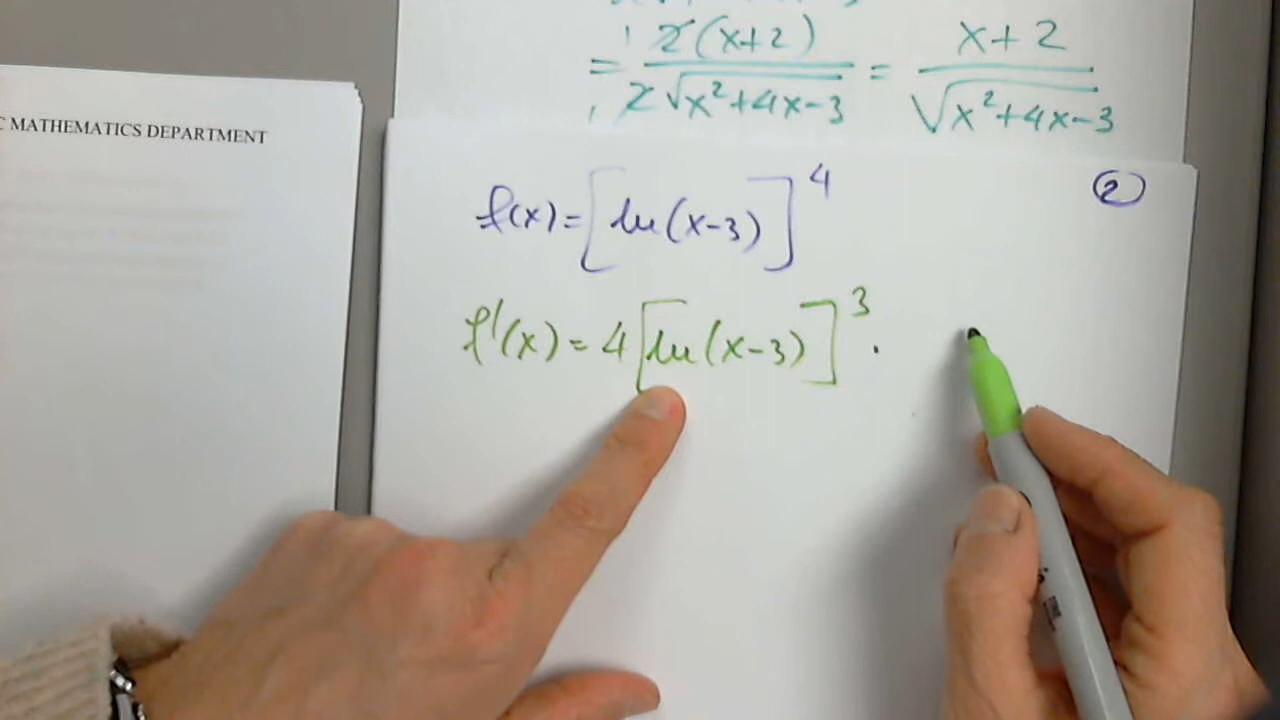 = 2(x+2) / 2√x²+4x-3 = x+2 / √x²+4x-3
C MATHEMATICS DEPARTMENT
②
f(x)=[ln(x-3)]⁴
f'(x)=4[ln(x-3)]³·